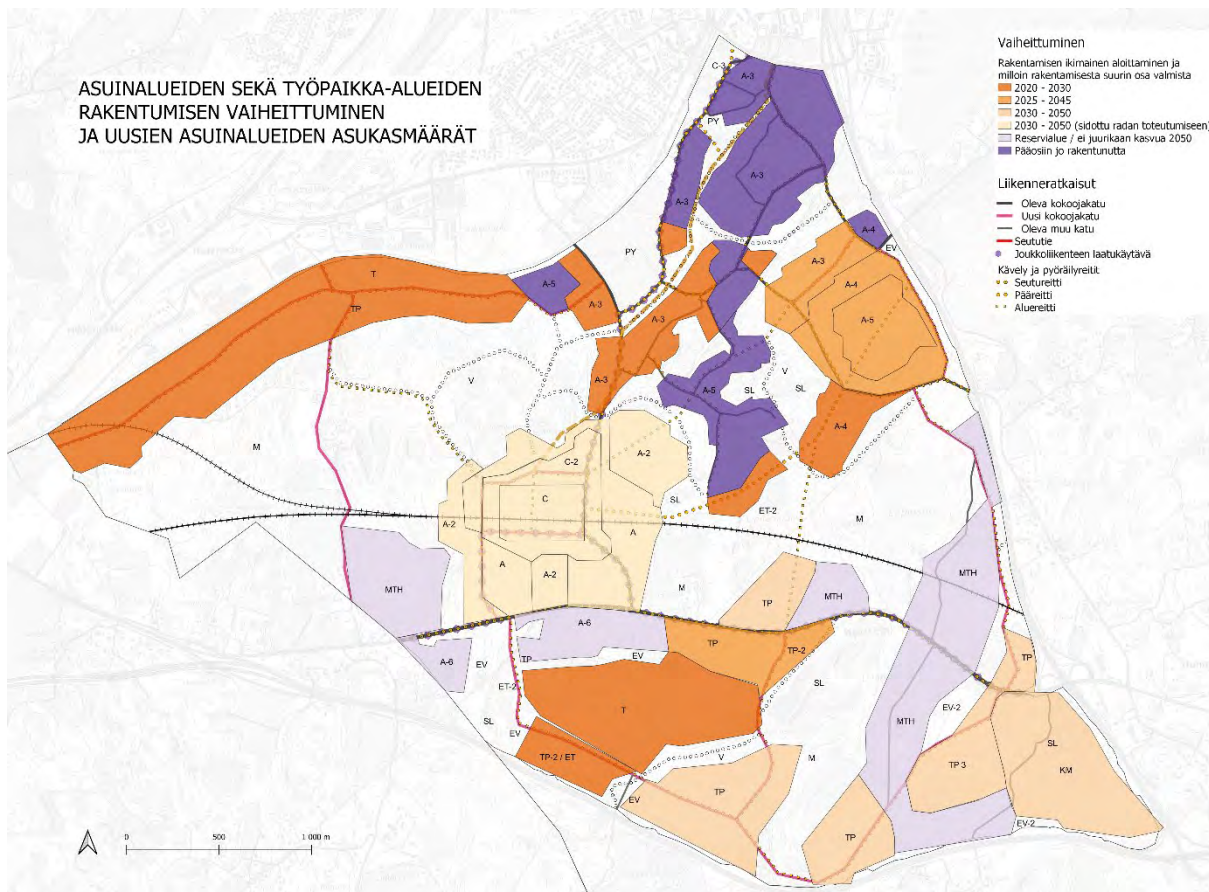 ASUINALUEIDEN SEKÄ TYÖPAIKKA-ALUEIDEN
RAKENTUMISEN VAIHEITTUMINEN
JA UUSIEN ASUINALUEIDEN ASUKASMÄÄRÄT
Vaiheittuminen
Rakentamisen ikimainen aloittaminen ja
milloin rakentamisesta suurin osa valmista
2020 - 2030
2025 - 2045
2030 - 2050
2030 - 2050 (sidottu radan toteutumiseen)
Reservialue / ei juurikaan kasvua 2050
Pääosiin jo rakentunutta
Liikenneratkaisut
Oleva kokoojakatu
Uusi kokoojakatu
Oleva muu katu
Seututie
Joukkoliikenteen laatukäytävä
Kävely ja pyöräilyreitit
Seutureitti
Pääreitti
Aluereitti
C-3
A-3
PY
A-3
A-3
A-4
EV
PY
A-3
A-4
T
A-5
A-3
TP
A-3
A-5
V
A-3
V
SL
SL
A-5
A-4
M
C-2
A-2
C
SL
ET-2
M
A-2
A
A
A-2
M
MTH
TP
MTH
MTH
A-6
TP
TP-2
A-6
EV
TP
EV
TP
ET-2
SL
SL
EV-2
T
MTH
SL
EV
TP-2 / ET
V
M
TP 3
KM
TP
EV
TP
EV-2
0
500
1 000 m